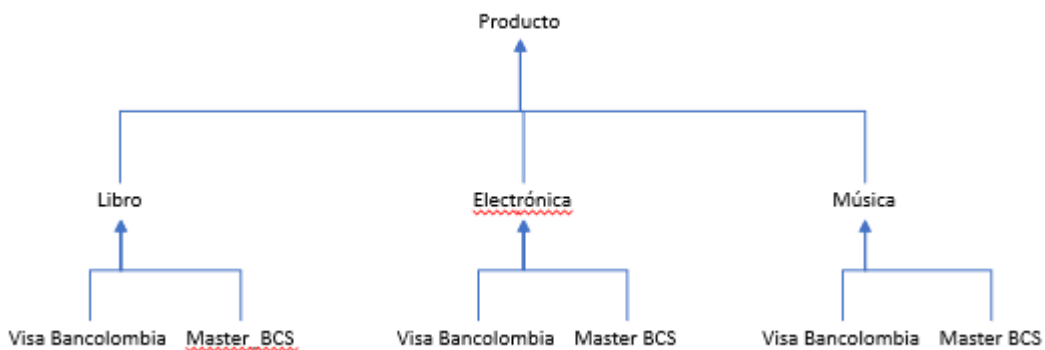 Producto
Libro Electrónica Música
Visa Bancolombia Master_BCS Visa Bancolombia Master BCS Visa Bancolombia Master BCS